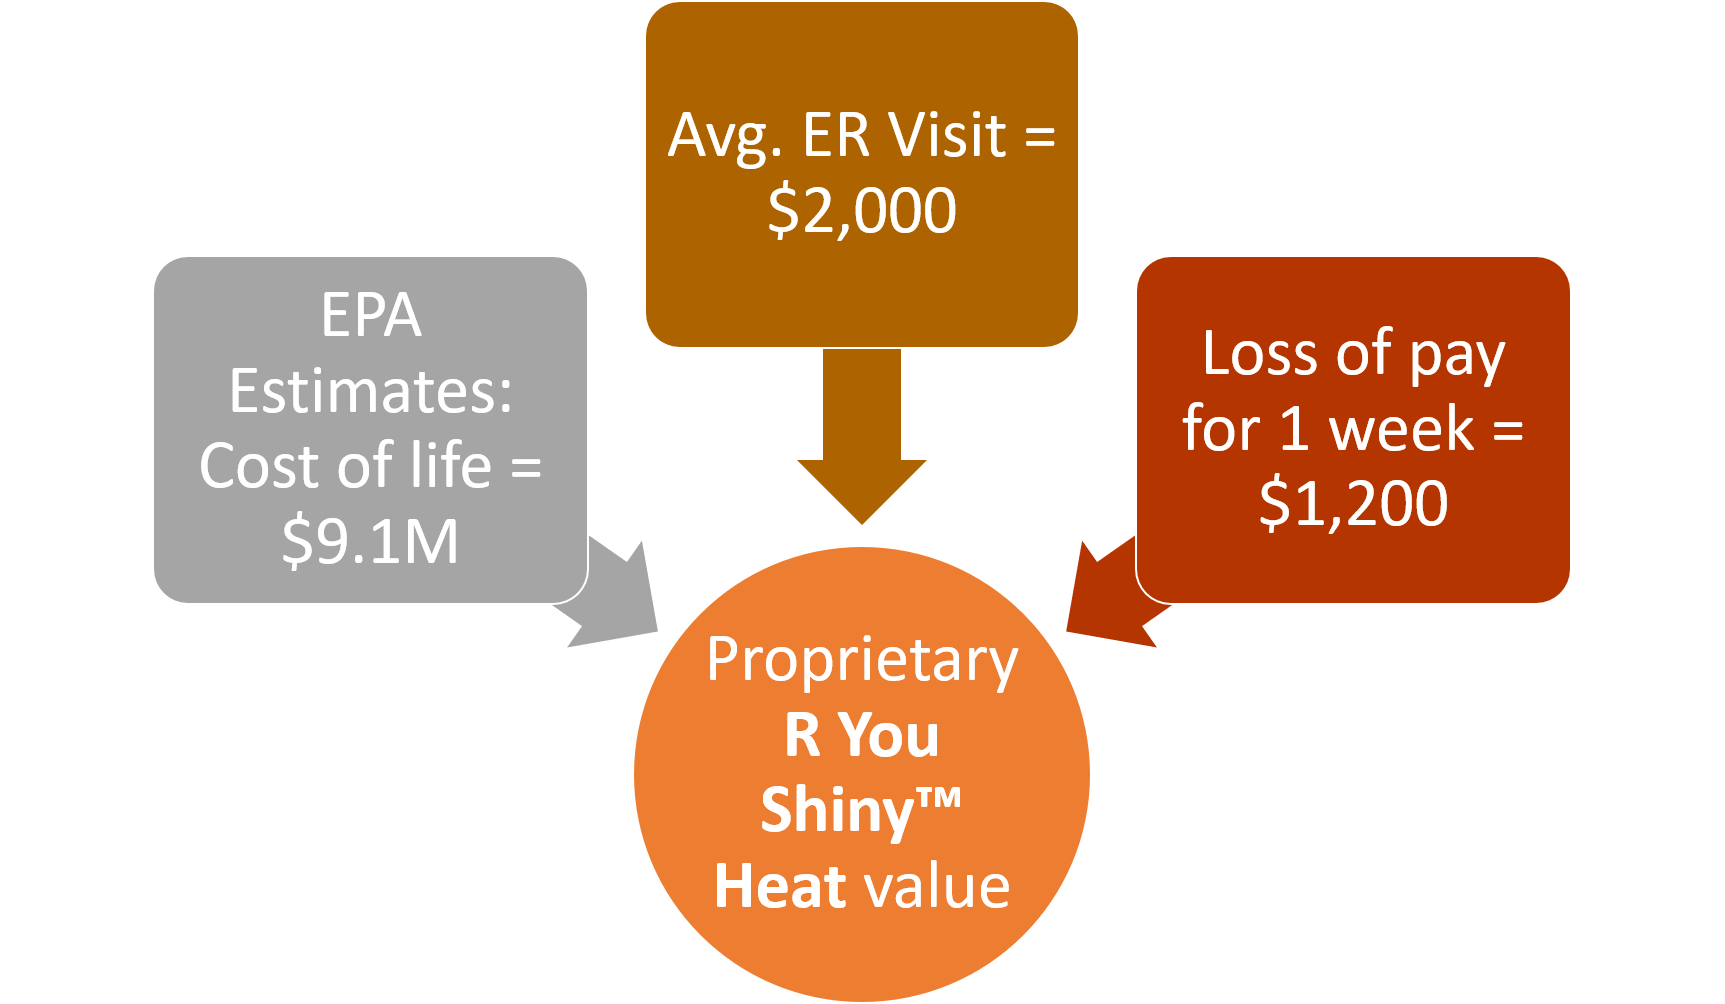 EPA
Estimates:
Cost of life =
$9.1M
Avg. ER Visit =
$2,000
Loss of pay
for 1 week =
$1,200
Proprietary
R You
Shiny™
Heat value